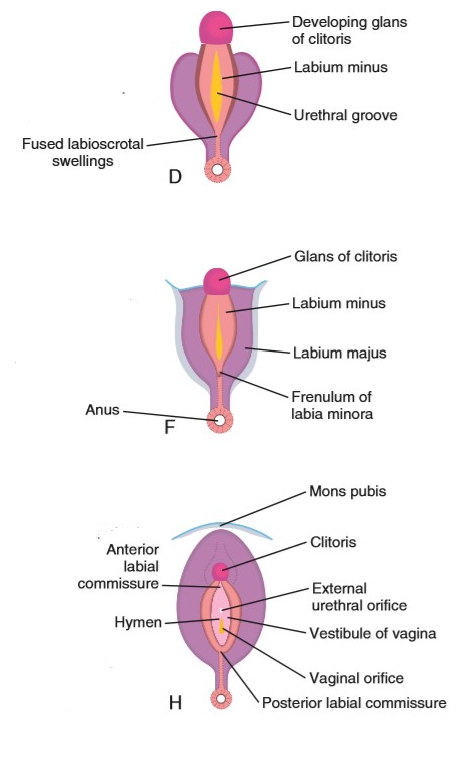 Developing glans
of clitoris
Labium minus
Urethral groove
Fused labioscrotal
swellings
D
Glans of clitoris
Labium minus
Labium majus
Frenulum of
labia minora
Anus
F
Mons pubis
Clitoris
Anterior
labial
commissure
External
urethral orifice
Hymen
Vestibule of vagina
Vaginal orifice
H
Posterior labial commissure